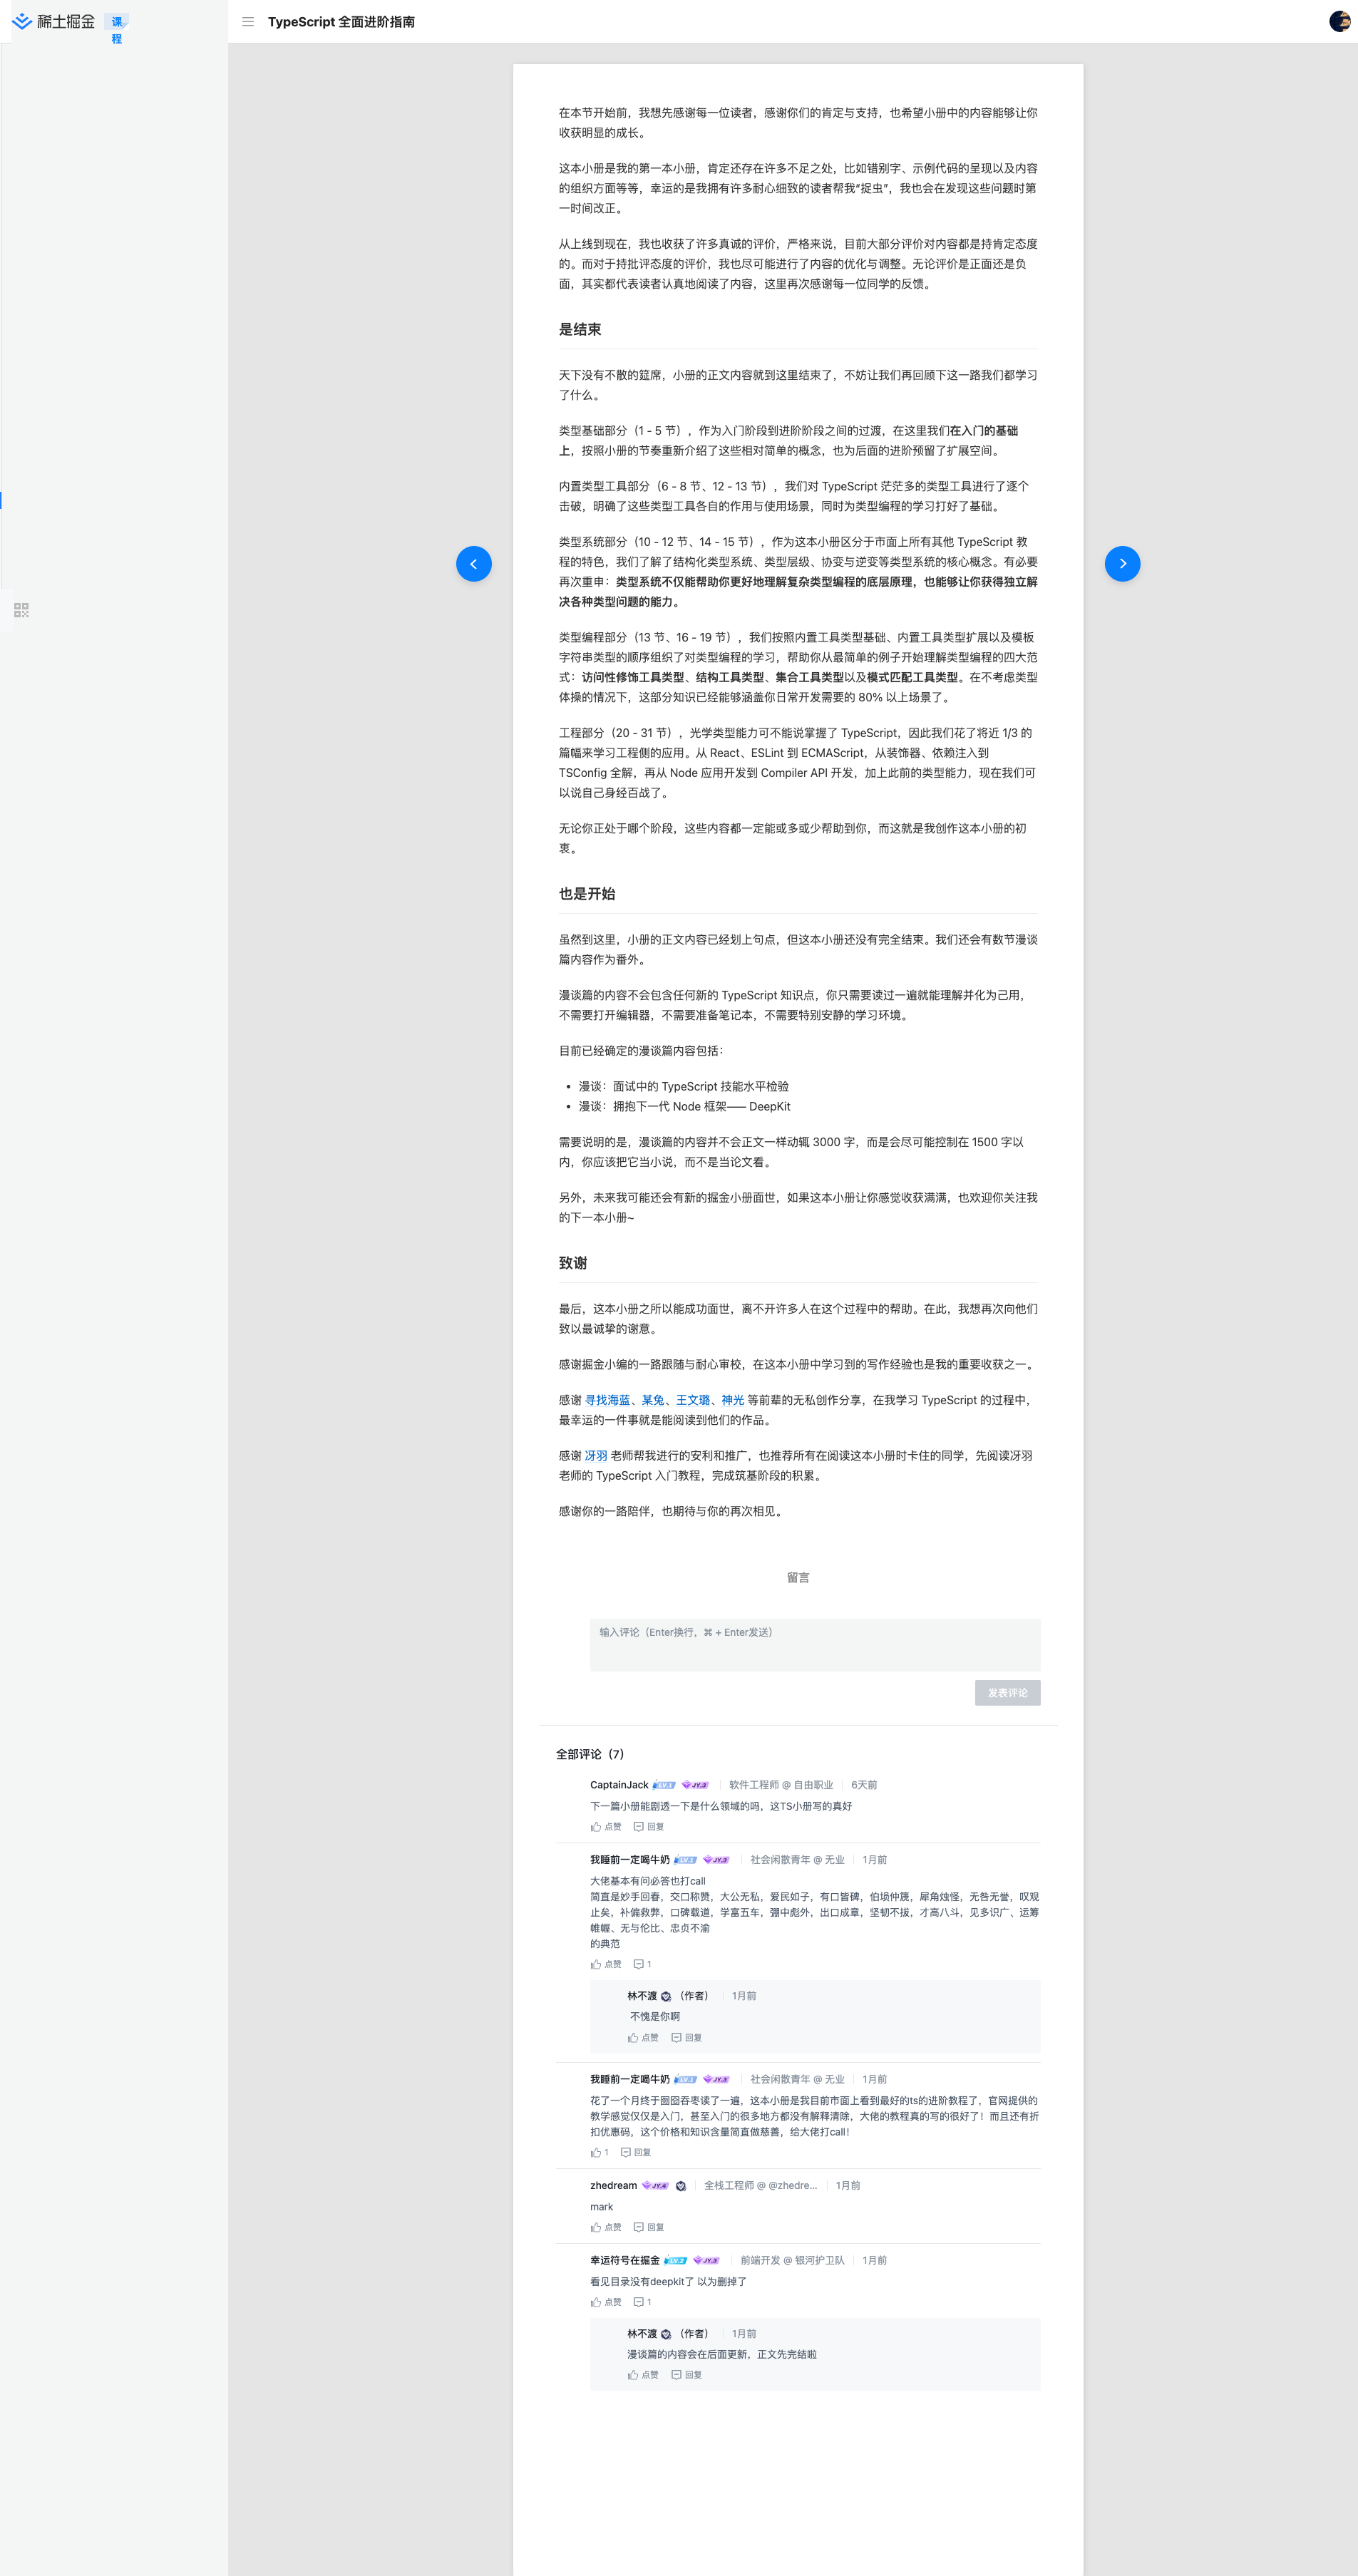 稀土掘金
课
程
TypeScript 全面进阶指南
在本节开始前，我想先感谢每一位读者，感谢你们的肯定与支持，也希望小册中的内容能够让你
收获明显的成长。
这本小册是我的第一本小册，肯定还存在许多不足之处，比如错别字、示例代码的呈现以及内容
的组织方面等等，幸运的是我拥有许多耐心细致的读者帮我“捉虫”，我也会在发现这些问题时第
一时间改正。
从上线到现在，我也收获了许多真诚的评价，严格来说，目前大部分评价对内容都是持肯定态度
的。而对于持批评态度的评价，我也尽可能进行了内容的优化与调整。无论评价是正面还是负
面，其实都代表读者认真地阅读了内容，这里再次感谢每一位同学的反馈。
是结束
天下没有不散的筵席，小册的正文内容就到这里结束了，不妨让我们再回顾下这一路我们都学习
了什么。
类型基础部分（1 - 5 节），作为入门阶段到进阶阶段之间的过渡，在这里我们在入门的基础
上，按照小册的节奏重新介绍了这些相对简单的概念，也为后面的进阶预留了扩展空间。
内置类型工具部分（6 - 8 节、12 - 13 节），我们对 TypeScript 茫茫多的类型工具进行了逐个
击破，明确了这些类型工具各自的作用与使用场景，同时为类型编程的学习打好了基础。
类型系统部分（10 - 12 节、14 - 15 节），作为这本小册区分于市面上所有其他 TypeScript 教
程的特色，我们了解了结构化类型系统、类型层级、协变与逆变等类型系统的核心概念。有必要
再次重申：类型系统不仅能帮助你更好地理解复杂类型编程的底层原理，也能够让你获得独立解
决各种类型问题的能力。
类型编程部分（13 节、16 - 19 节），我们按照内置工具类型基础、内置工具类型扩展以及模板
字符串类型的顺序组织了对类型编程的学习，帮助你从最简单的例子开始理解类型编程的四大范
式：访问性修饰工具类型、结构工具类型、集合工具类型以及模式匹配工具类型。在不考虑类型
体操的情况下，这部分知识已经能够涵盖你日常开发需要的 80% 以上场景了。
工程部分（20 - 31 节），光学类型能力可不能说掌握了 TypeScript，因此我们花了将近 1/3 的
篇幅来学习工程侧的应用。从 React、ESLint 到 ECMAScript，从装饰器、依赖注入到
TSConfig 全解，再从 Node 应用开发到 Compiler API 开发，加上此前的类型能力，现在我们可
以说自己身经百战了。
无论你正处于哪个阶段，这些内容都一定能或多或少帮助到你，而这就是我创作这本小册的初
衷。
也是开始
虽然到这里，小册的正文内容已经划上句点，但这本小册还没有完全结束。我们还会有数节漫谈
篇内容作为番外。
漫谈篇的内容不会包含任何新的 TypeScript 知识点，你只需要读过一遍就能理解并化为己用，
不需要打开编辑器，不需要准备笔记本，不需要特别安静的学习环境。
目前已经确定的漫谈篇内容包括：
• 漫谈：面试中的 TypeScript 技能水平检验
• 漫谈：拥抱下一代 Node 框架—— DeepKit
需要说明的是，漫谈篇的内容并不会正文一样动辄 3000 字，而是会尽可能控制在 1500 字以
内，你应该把它当小说，而不是当论文看。
另外，未来我可能还会有新的掘金小册面世，如果这本小册让你感觉收获满满，也欢迎你关注我
的下一本小册~
致谢
最后，这本小册之所以能成功面世，离不开许多人在这个过程中的帮助。在此，我想再次向他们
致以最诚挚的谢意。
感谢掘金小编的一路跟随与耐心审校，在这本小册中学习到的写作经验也是我的重要收获之一。
感谢 寻找海蓝、某兔、王文璐、神光 等前辈的无私创作分享，在我学习 TypeScript 的过程中，
最幸运的一件事就是能阅读到他们的作品。
感谢 冴羽 老师帮我进行的安利和推广，也推荐所有在阅读这本小册时卡住的同学，先阅读冴羽
老师的 TypeScript 入门教程，完成筑基阶段的积累。
感谢你的一路陪伴，也期待与你的再次相见。
留言
输入评论（Enter换行，⌘ + Enter发送）
发表评论
全部评论（7）
CaptainJack LV.1 JY.5 软件工程师 @ 自由职业 6天前
下一篇小册能剧透一下是什么领域的吗，这TS小册写的真好
点赞 回复
我睡前一定喝牛奶 LV.1 JY.3 社会闲散青年 @ 无业 1月前
大佬基本有问必答也打call
简直是妙手回春，交口称赞，大公无私，爱民如子，有口皆碑，伯埙仲篪，犀角烛怪，无咎无誉，叹观
止矣，补偏救弊，口碑载道，学富五车，弸中彪外，出口成章，坚韧不拔，才高八斗，见多识广、运筹
帷幄、无与伦比、忠贞不渝
的典范
点赞 1
林不渡 （作者） 1月前
不愧是你啊
点赞 回复
我睡前一定喝牛奶 LV.1 JY.3 社会闲散青年 @ 无业 1月前
花了一个月终于囫囵吞枣读了一遍，这本小册是我目前市面上看到最好的ts的进阶教程了，官网提供的
教学感觉仅仅是入门，甚至入门的很多地方都没有解释清除，大佬的教程真的写的很好了！而且还有折
扣优惠码，这个价格和知识含量简直做慈善，给大佬打call！
1 回复
zhedream JY.4 全栈工程师 @ @zhedre... 1月前
mark
点赞 回复
幸运符号在掘金 LV.2 JY.3 前端开发 @ 银河护卫队 1月前
看见目录没有deepkit了 以为删掉了
点赞 1
林不渡 （作者） 1月前
漫谈篇的内容会在后面更新，正文先完结啦
点赞 回复